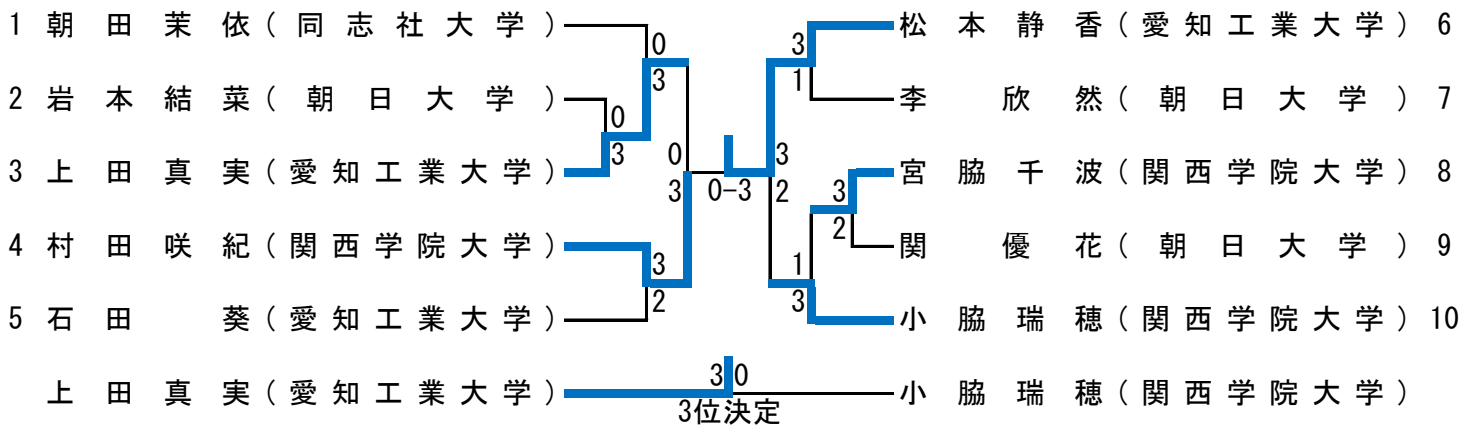 1 朝田茉依(同志社大学)
2 岩本結菜(朝日大学)
3 上田真実(愛知工業大学)
4 村田咲紀(関西学院大学)
5 石田 葵(愛知工業大学)
0
3
0
3
0
3
3
2
0-3
3
2
3
1
3
2
1
3
松本静香(愛知工業大学) 6
李 欣然(朝日大学) 7
宮脇千波(関西学院大学) 8
関 優花(朝日大学) 9
小脇瑞穂(関西学院大学) 10
上田真実(愛知工業大学) 3 0 小脇瑞穂(関西学院大学)
3位決定